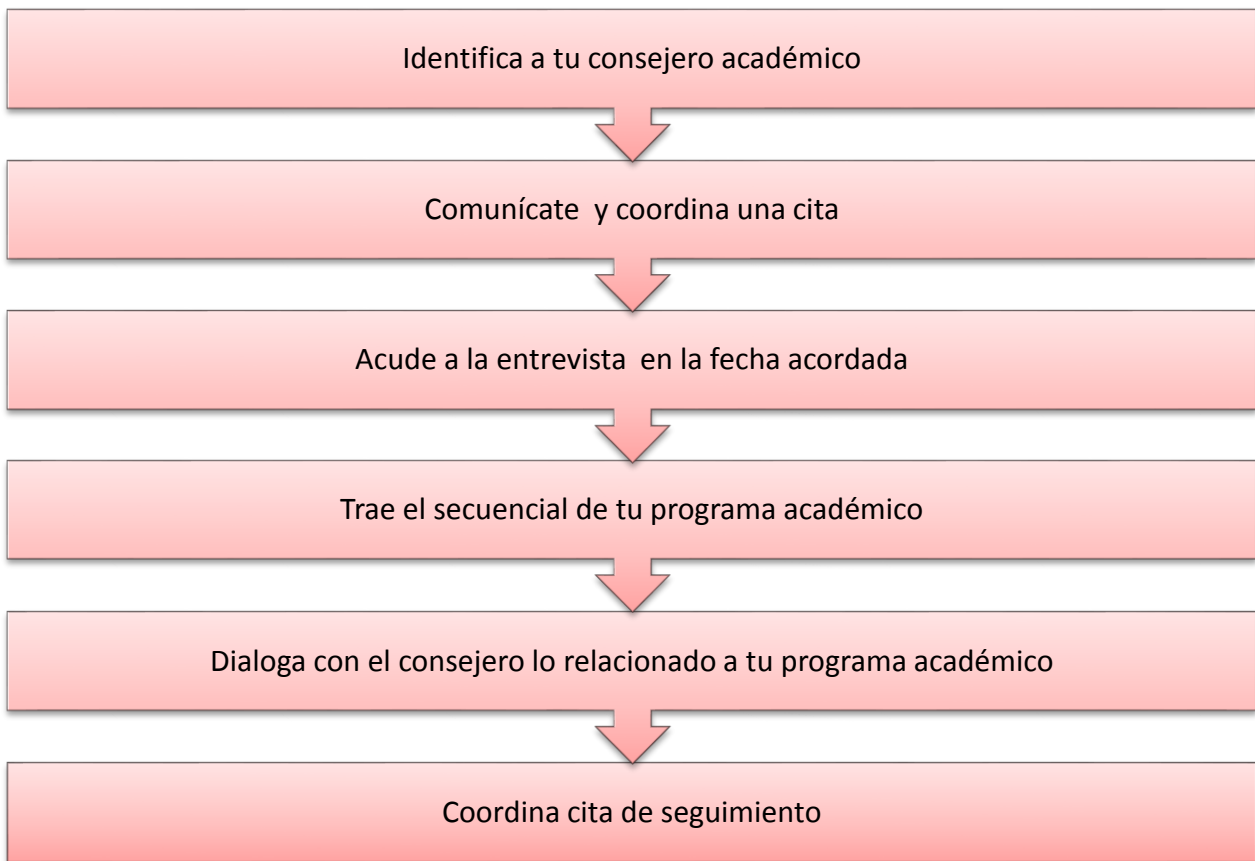 Identifica a tu consejero académico
Comunícate y coordina una cita
Acude a la entrevista en la fecha acordada
Trae el secuencial de tu programa académico
Dialoga con el consejero lo relacionado a tu programa académico
Coordina cita de seguimiento